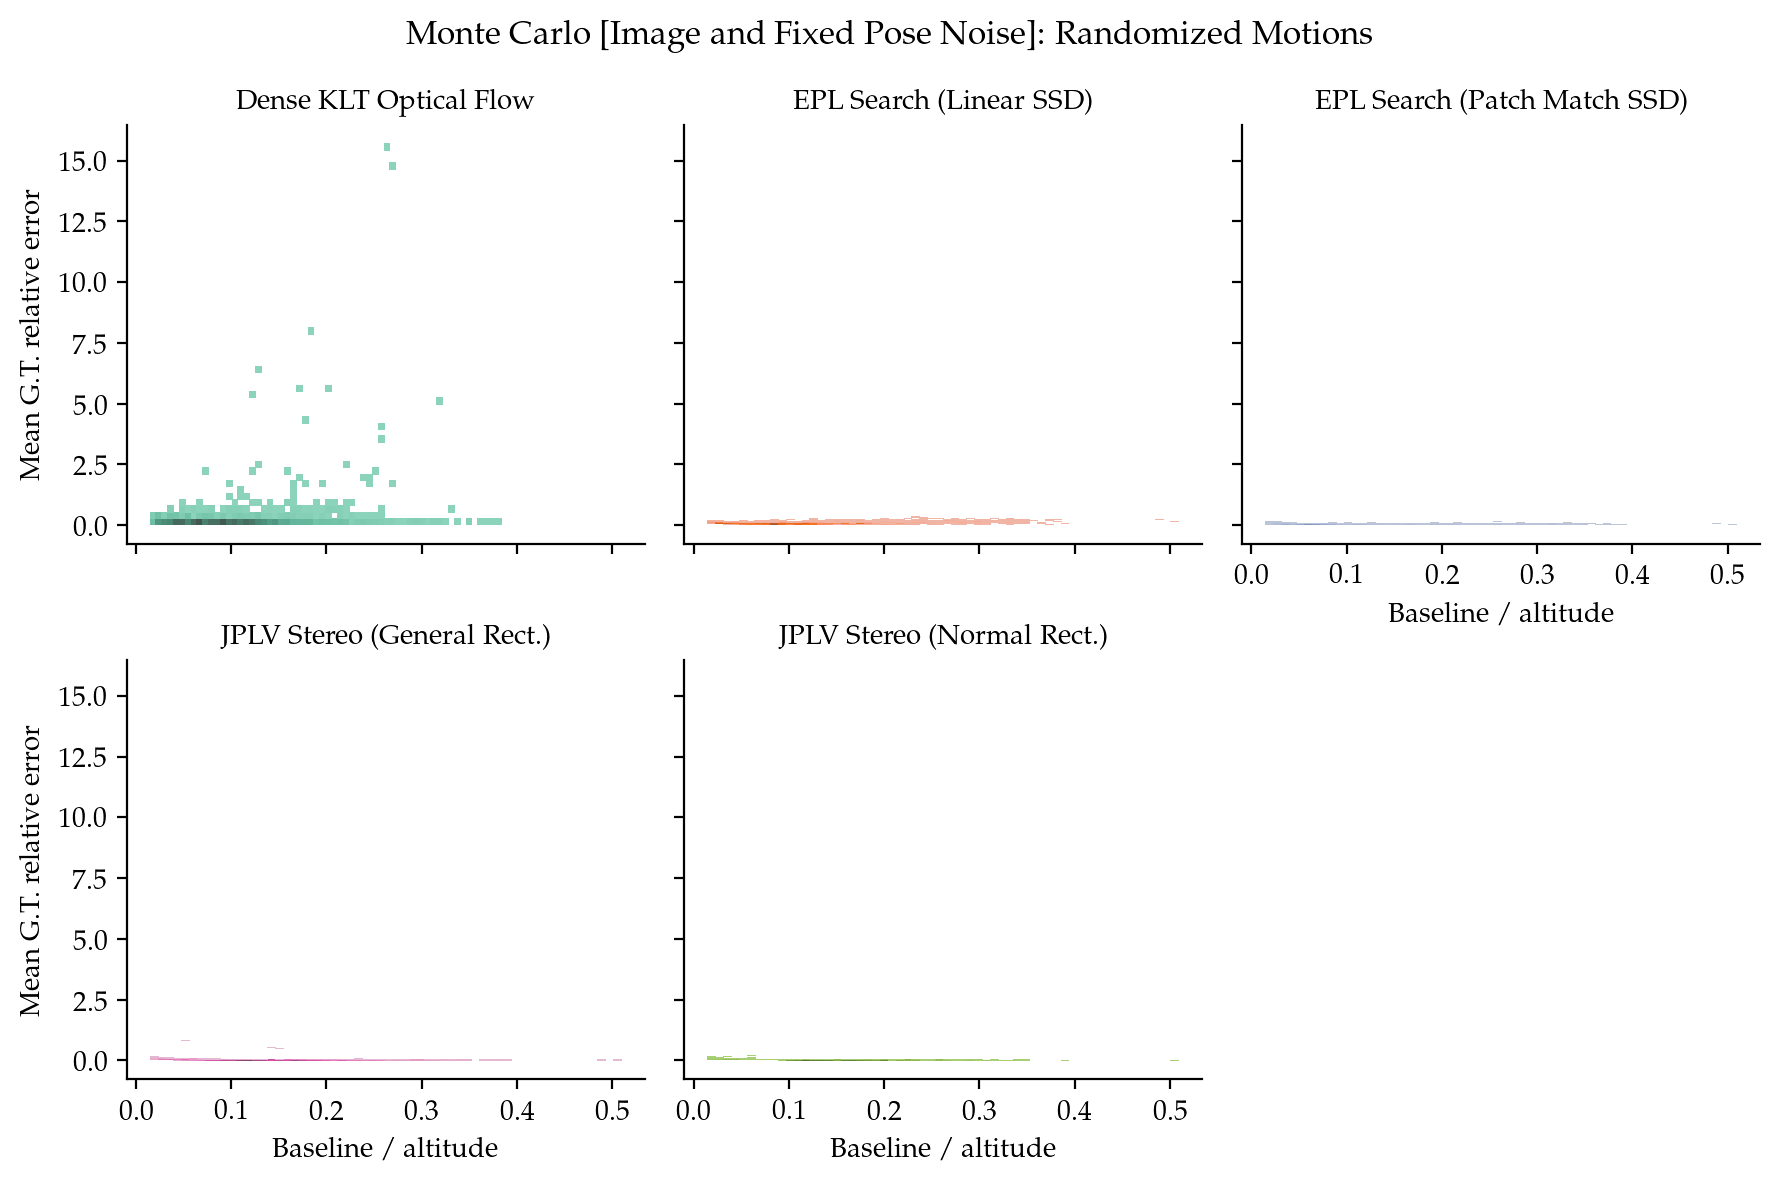 Monte Carlo [Image and Fixed Pose Noise]: Randomized Motions
Dense KLT Optical Flow
EPL Search (Linear SSD)
EPL Search (Patch Match SSD)
Mean G.T. relative error
15.0
12.5
10.0
7.5
5.0
2.5
0.0
0.0 0.1 0.2 0.3 0.4 0.5
Baseline / altitude
JPLV Stereo (General Rect.)
JPLV Stereo (Normal Rect.)
Mean G.T. relative error
15.0
12.5
10.0
7.5
5.0
2.5
0.0
0.0 0.1 0.2 0.3 0.4 0.5
Baseline / altitude
0.0 0.1 0.2 0.3 0.4 0.5
Baseline / altitude